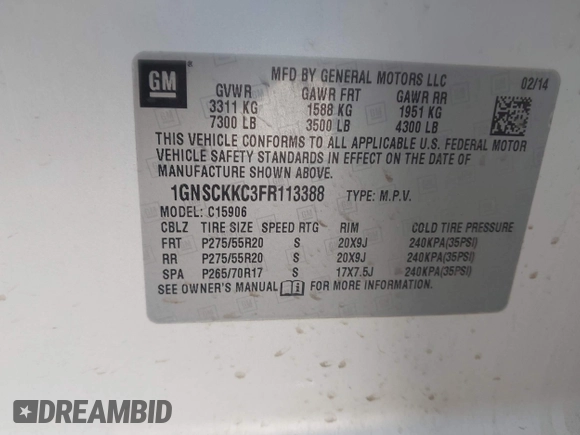 GM
MFD BY GENERAL MOTORS LLC 02/14
GVWR GAWR FRT GAWR RR
3311 KG 1588 KG 1951 KG
7300 LB 3500 LB 4300 LB
THIS VEHICLE CONFORMS TO ALL APPLICABLE U.S. FEDERAL MOTOR
VEHICLE SAFETY STANDARDS IN EFFECT ON THE DATE OF
MANUFACTURE SHOWN ABOVE.
1GNSCKKC3FR113388 TYPE: M.P.V.
MODEL: C15906
CBLZ TIRE SIZE SPEED RTG RIM COLD TIRE PRESSURE
FRT P275/55R20 S 20X9J 240KPA(35PSI)
RR P275/55R20 S 20X9J 240KPA(35PSI)
SPA P265/70R17 S 17X7.5J 240KPA(35PSI)
SEE OWNER'S MANUAL FOR MORE INFORMATION.
DREAMBID